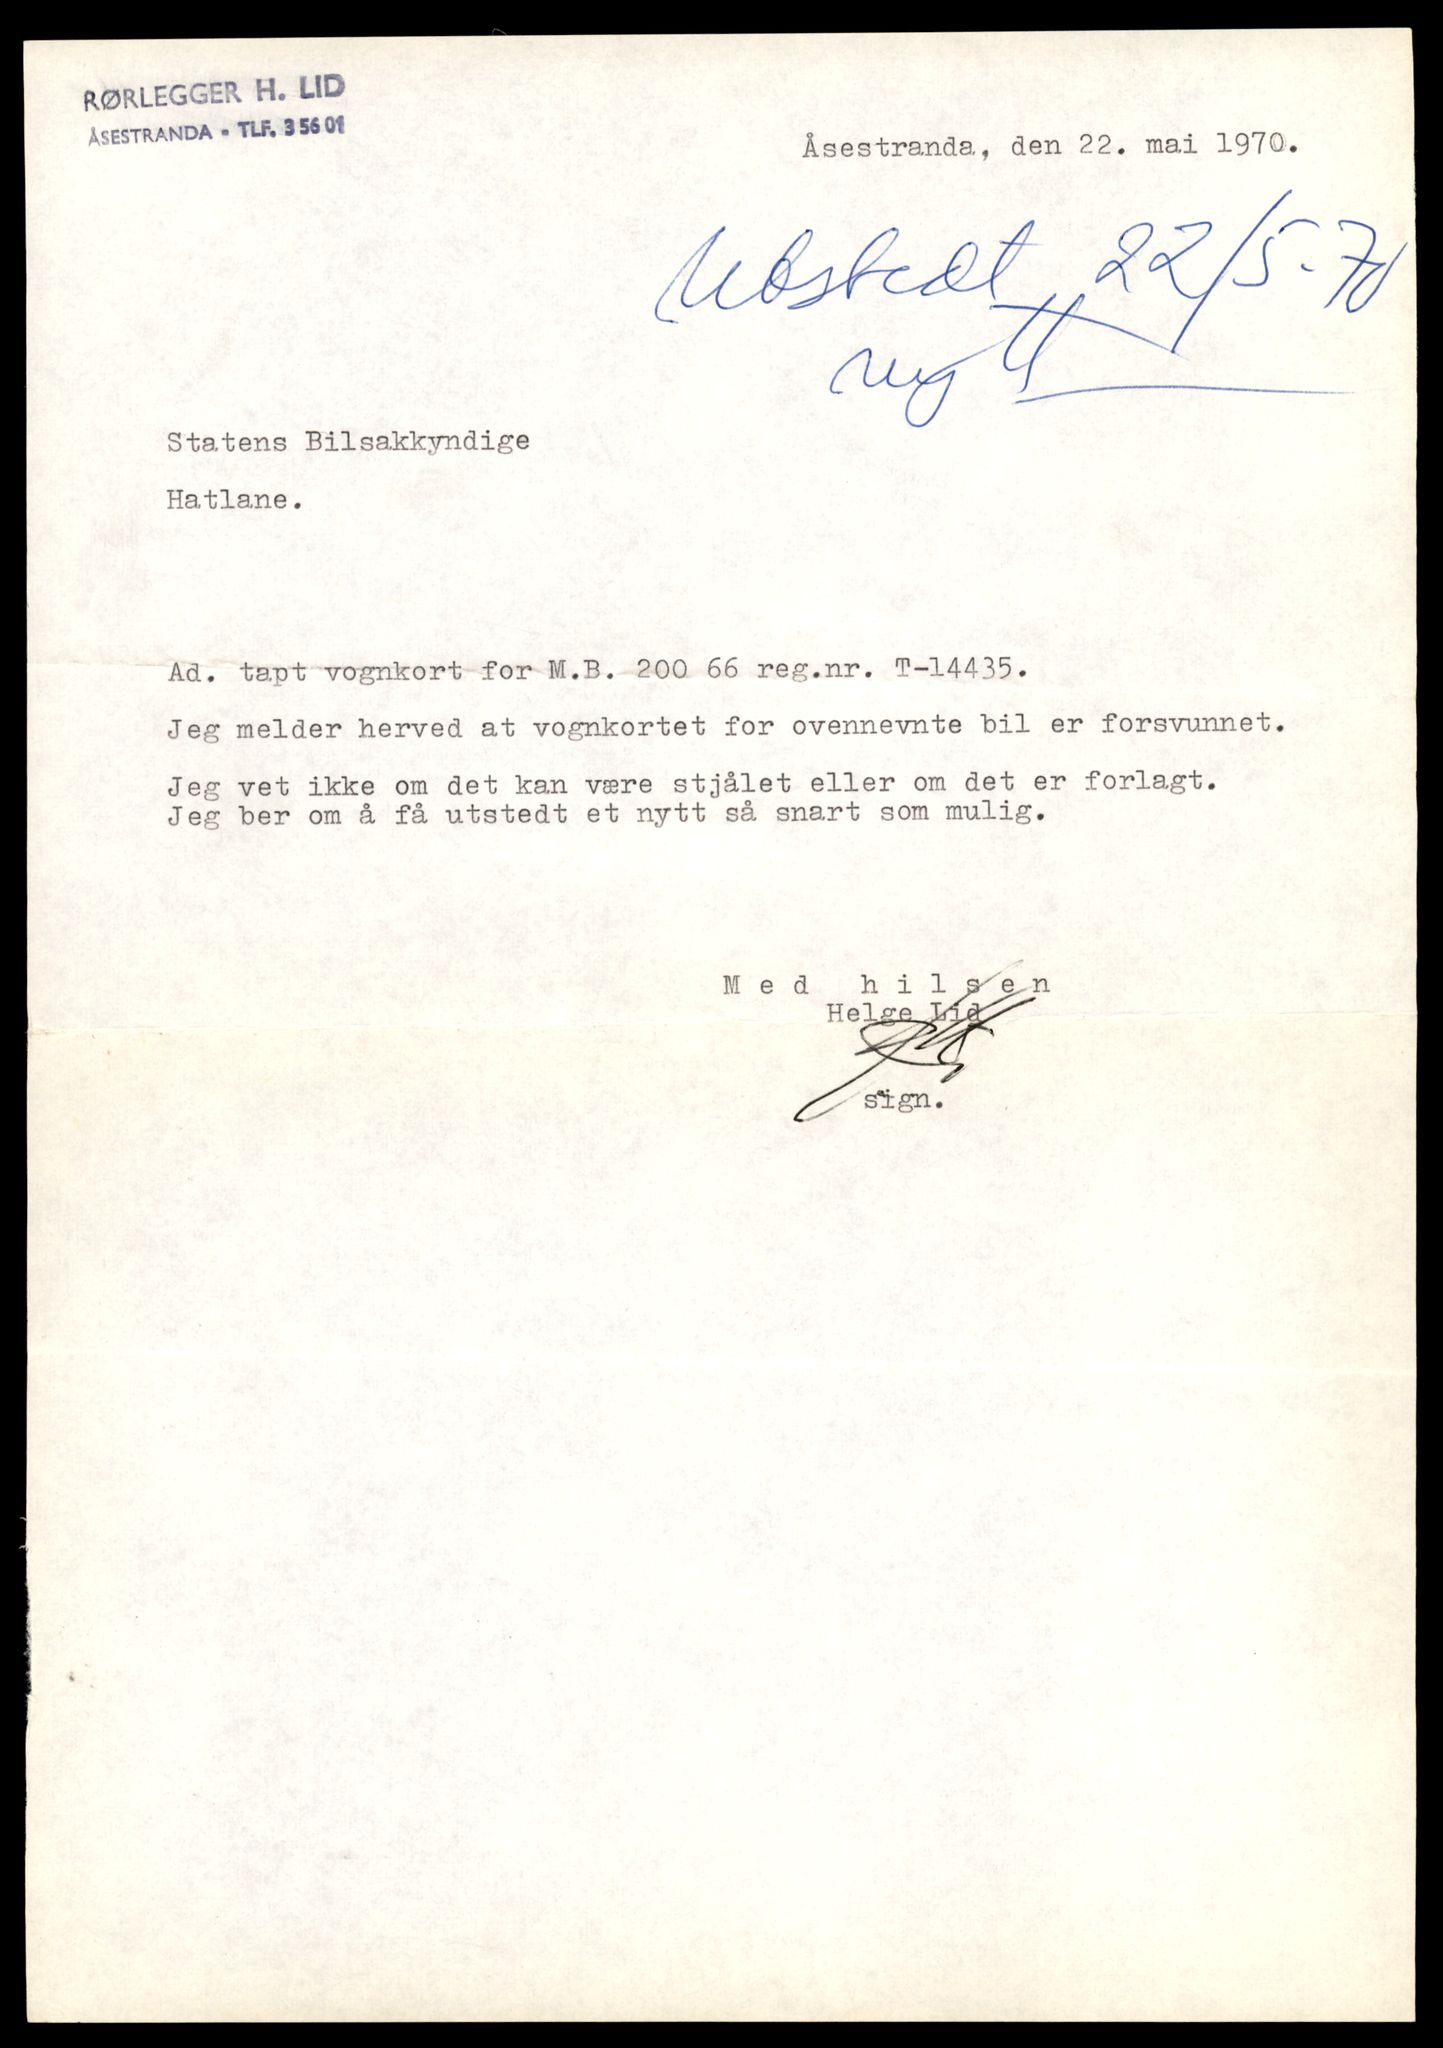 RØRLEGGER H. LID
ÅSESTRANDA - TLF. 3 56 01
Åsestranda, den 22. mai 1970.
Utstedt 22/5-70
nytt
Statens Bilsakkyndige
Hatlane.
Ad. tapt vognkort for M.B. 200 66 reg.nr. T-14435.
Jeg melder herved at vognkortet for ovennevnte bil er forsvunnet.
Jeg vet ikke om det kan være stjålet eller om det er forlagt.
Jeg ber om å få utstedt et nytt så snart som mulig.
Med hilsen
Helge Lid
sign.